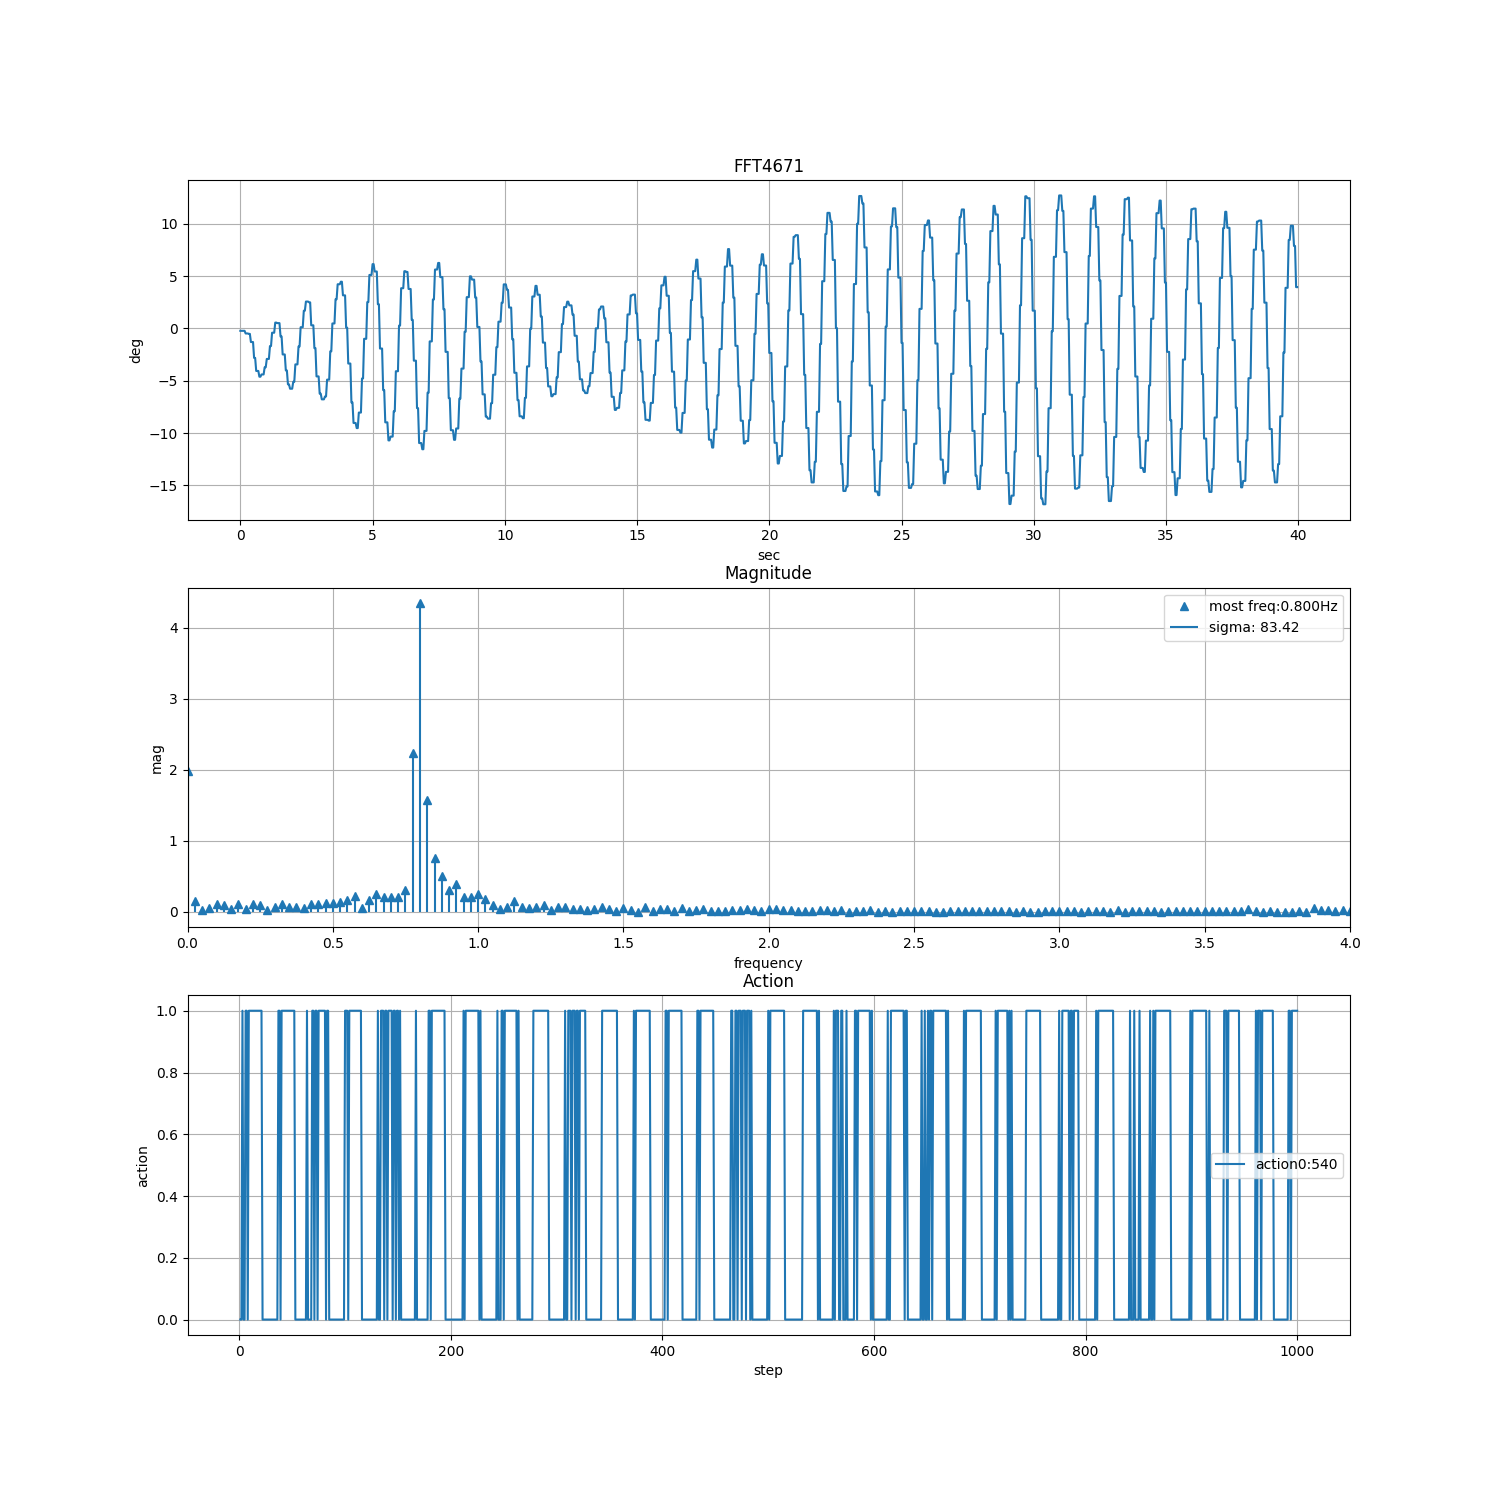 FFT4671
10
5
0
−5
−10
−15
deg
0 5 10 15 20 25 30 35 40
sec
Magnitude
most freq:0.800Hz
sigma: 83.42
4
3
2
1
0
mag
0.0 0.5 1.0 1.5 2.0 2.5 3.0 3.5 4.0
frequency
Action
1.0
0.8
0.6
0.4
0.2
0.0
action
action0:540
0 200 400 600 800 1000
step